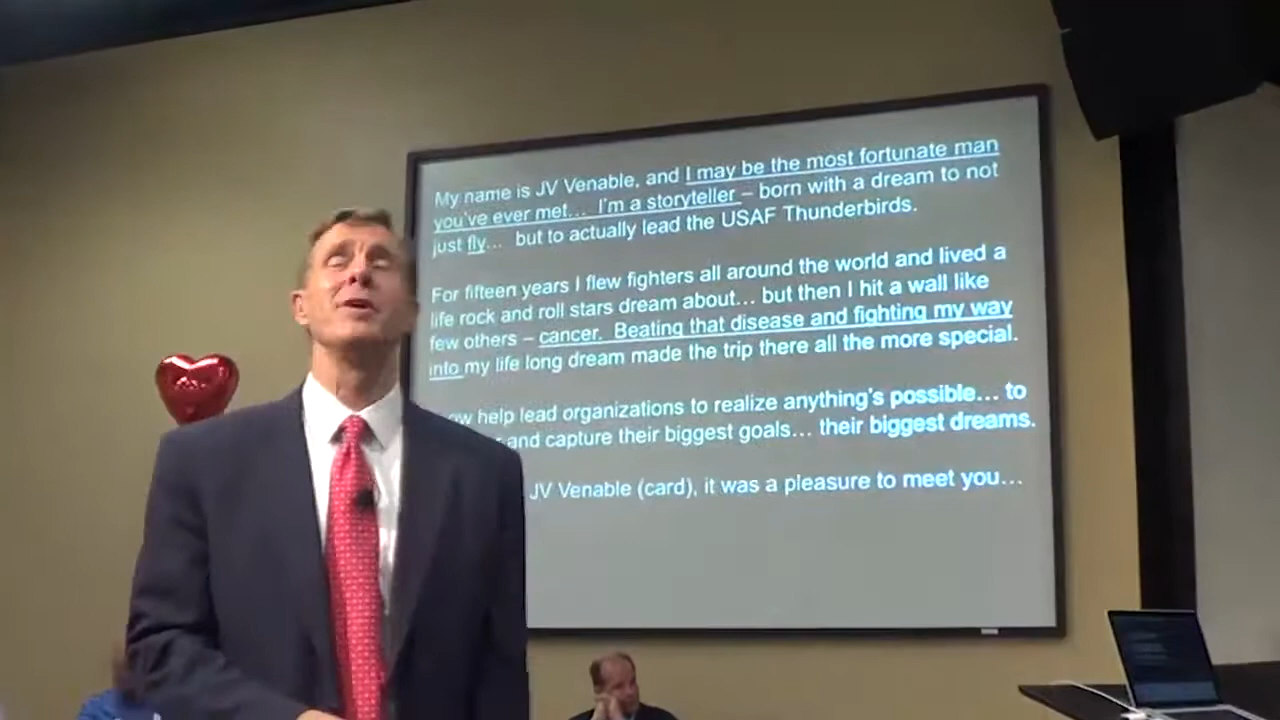 My name is JV Venable, and I may be the most fortunate man
you've ever met... I'm a storyteller – born with a dream to not
just fly... but to actually lead the USAF Thunderbirds.
For fifteen years I flew fighters all around the world and lived a
life rock and roll stars dream about... but then I hit a wall like
few others – cancer. Beating that disease and fighting my way
into my life long dream made the trip there all the more special.
help lead organizations to realize anything's possible... to
and capture their biggest goals... their biggest dreams.
JV Venable (card), it was a pleasure to meet you...